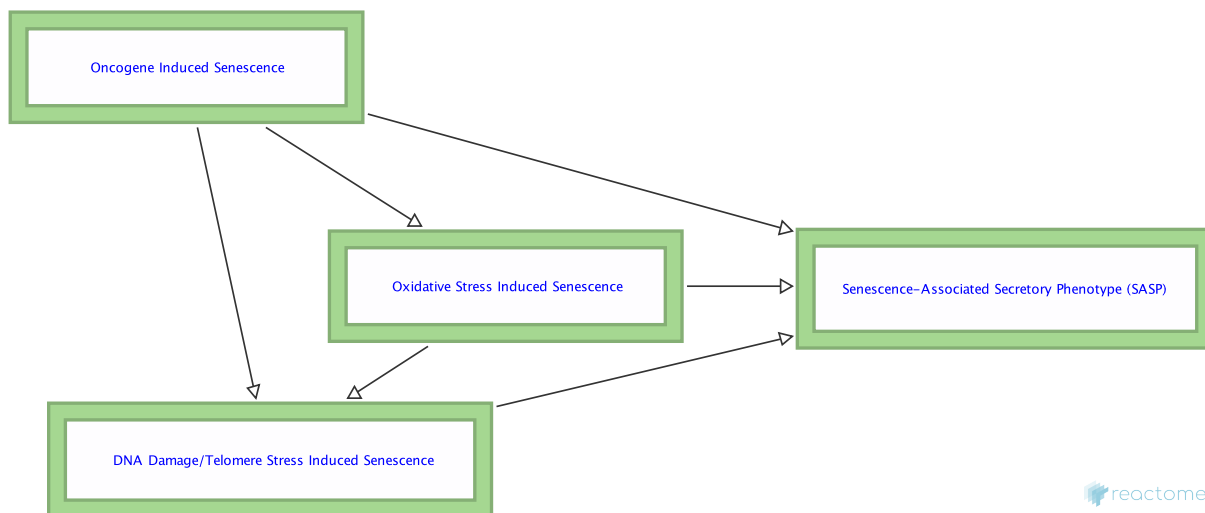 Oncogene Induced Senescence
Oxidative Stress Induced Senescence
Senescence-Associated Secretory Phenotype (SASP)
DNA Damage/Telomere Stress Induced Senescence
reactome